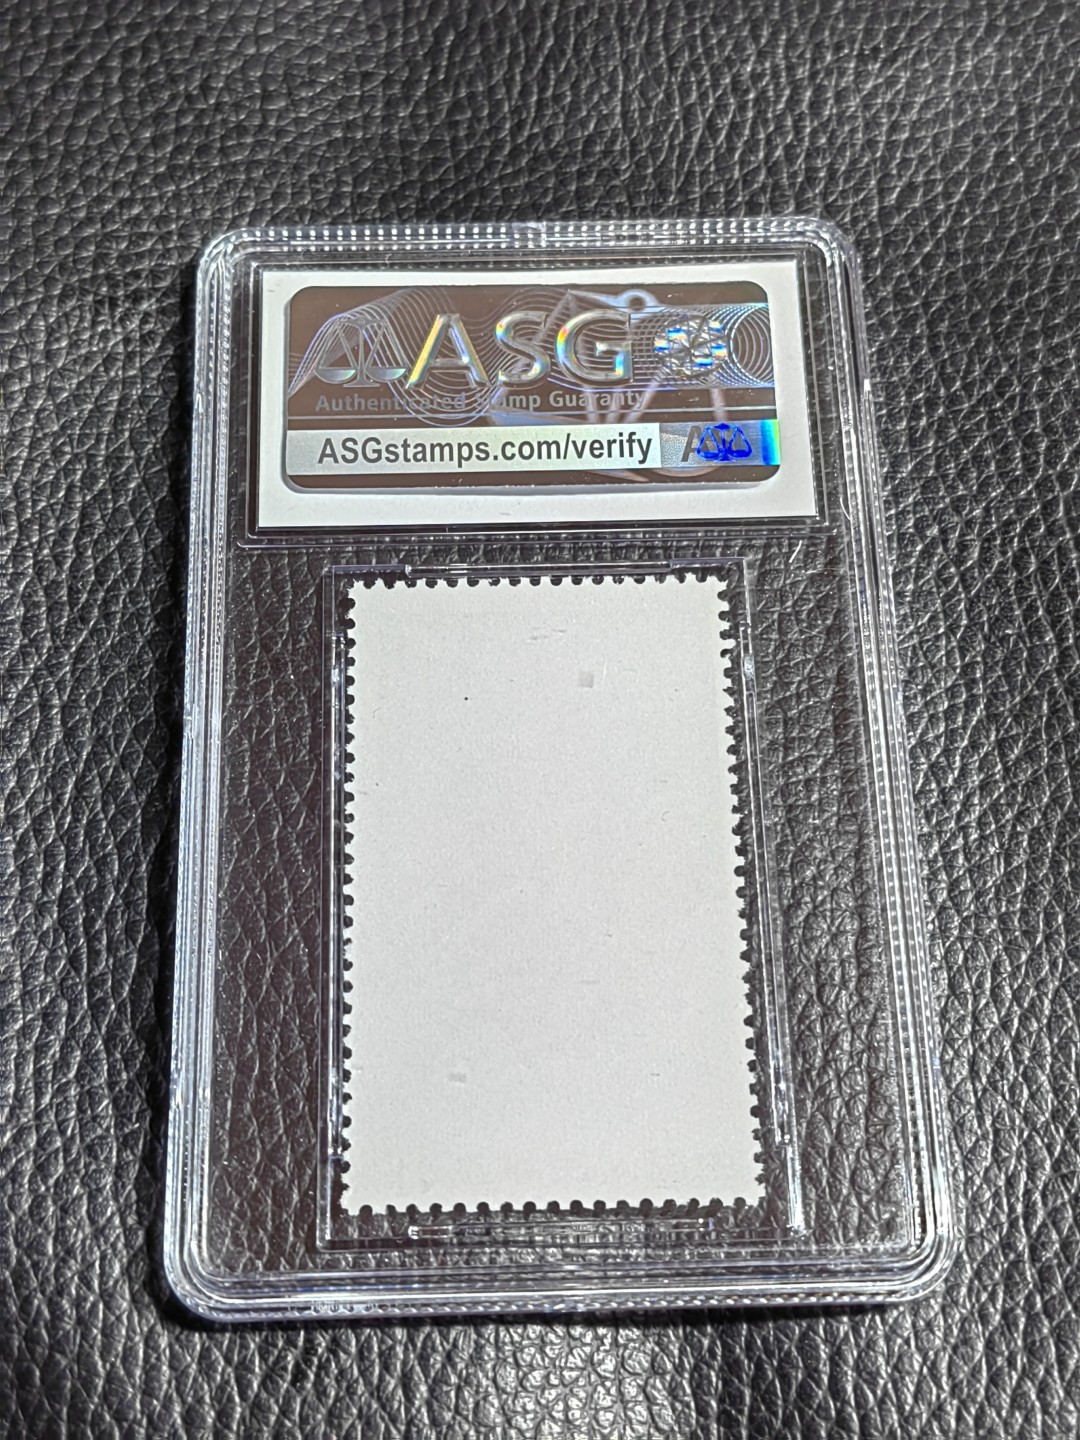 ASG
Authenticated Stamp Guaranty
ASGstamps.com/verify